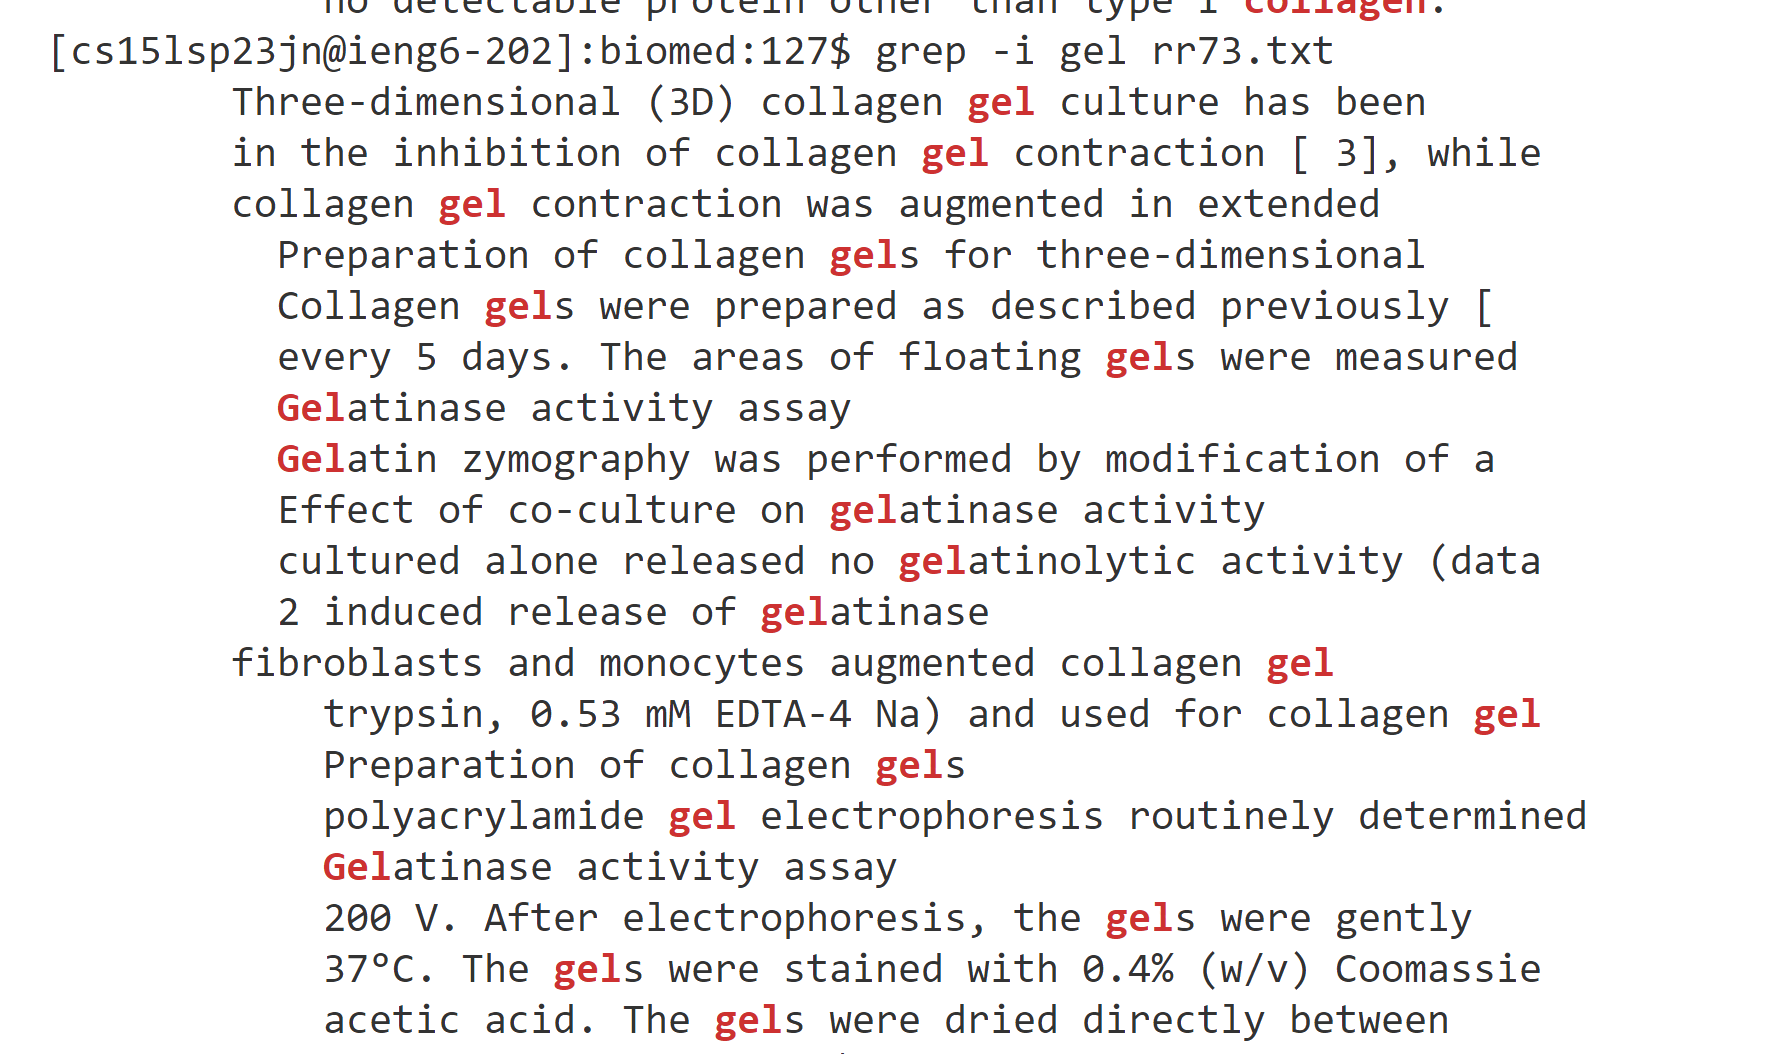 no detectable protein other than type I collagen.
[cs15lsp23jn@ieng6-202]:biomed:127$ grep -i gel rr73.txt
Three-dimensional (3D) collagen gel culture has been
in the inhibition of collagen gel contraction [ 3], while
collagen gel contraction was augmented in extended
Preparation of collagen gels for three-dimensional
Collagen gels were prepared as described previously [
every 5 days. The areas of floating gels were measured
Gelatinase activity assay
Gelatin zymography was performed by modification of a
Effect of co-culture on gelatinase activity
cultured alone released no gelatinolytic activity (data
2 induced release of gelatinase
fibroblasts and monocytes augmented collagen gel
trypsin, 0.53 mM EDTA-4 Na) and used for collagen gel
Preparation of collagen gels
polyacrylamide gel electrophoresis routinely determined
Gelatinase activity assay
200 V. After electrophoresis, the gels were gently
37°C. The gels were stained with 0.4% (w/v) Coomassie
acetic acid. The gels were dried directly between